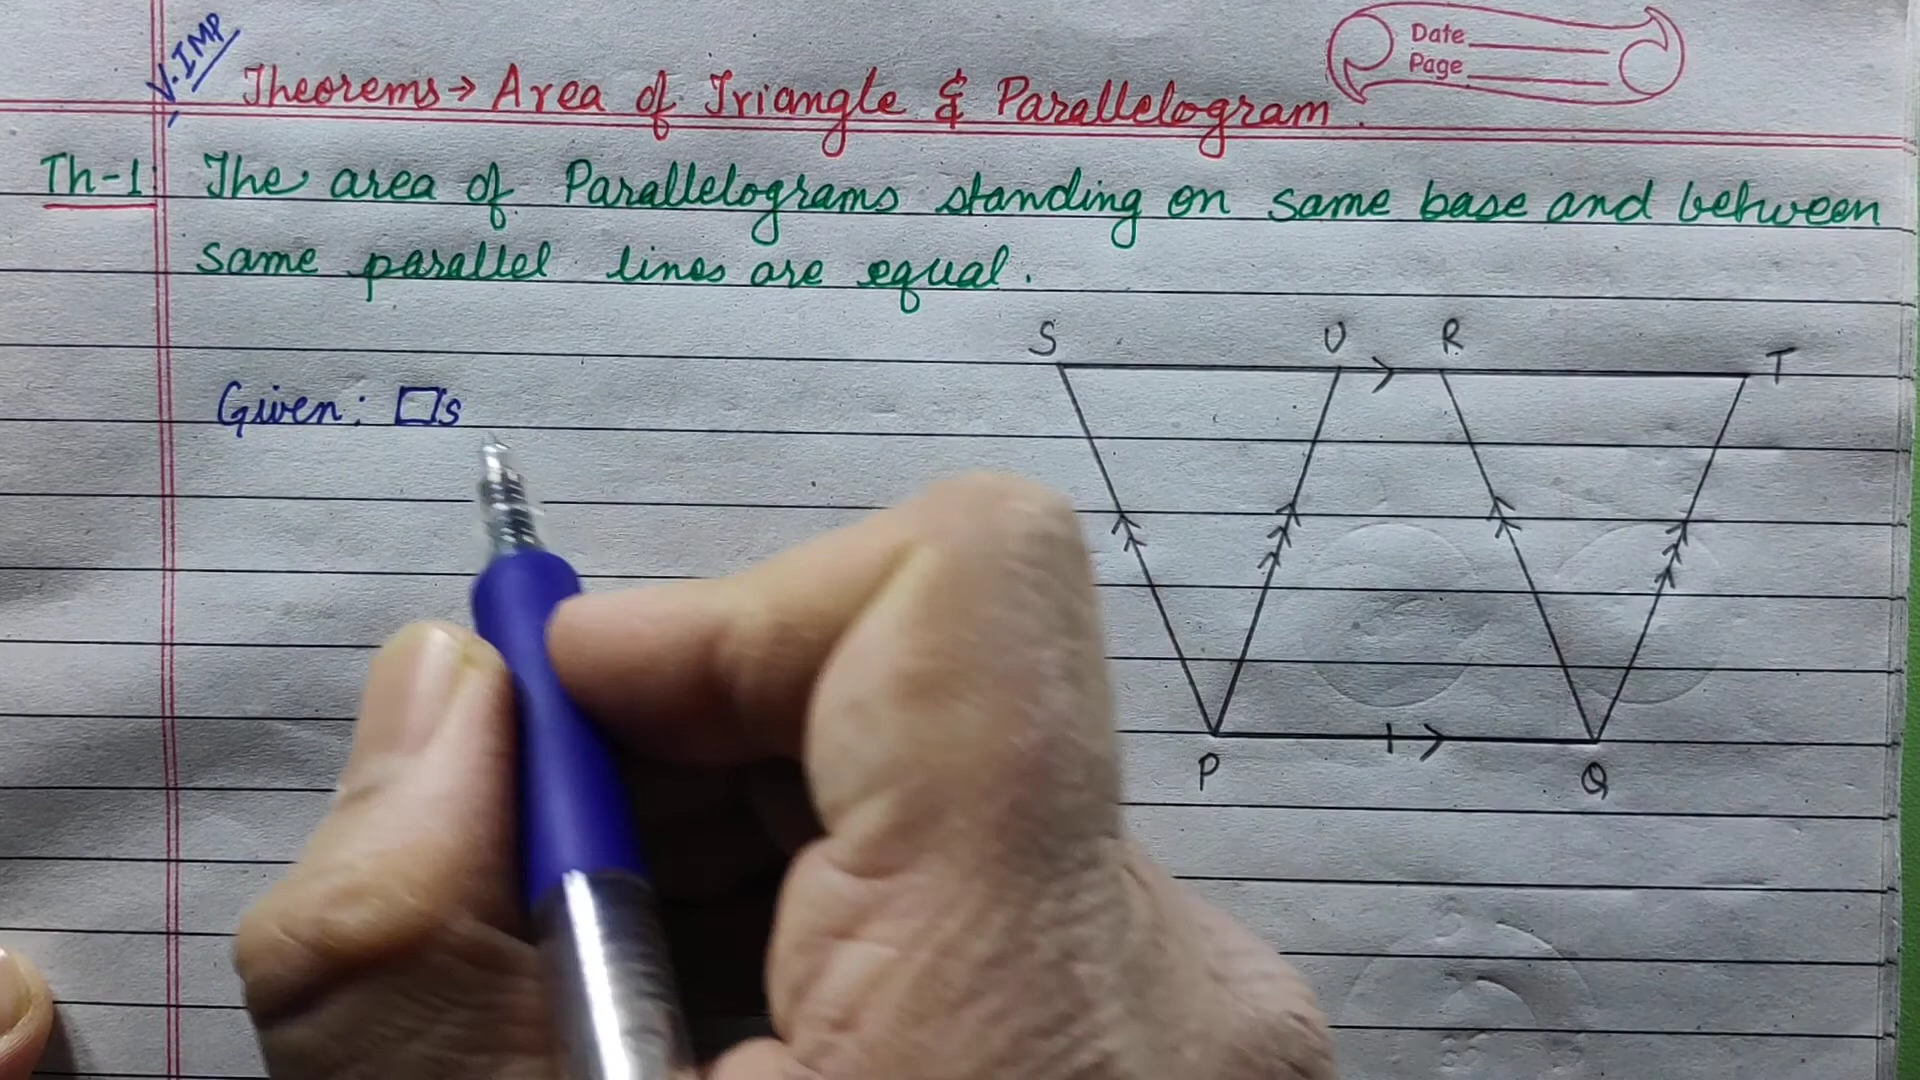 V.IMP
Date
Page
Theorems → Area of Triangle & Parallelogram.
Th-1 The area of Parallelograms standing on same base and between
same parallel lines are equal.
S U R T
Given: □s
P Q